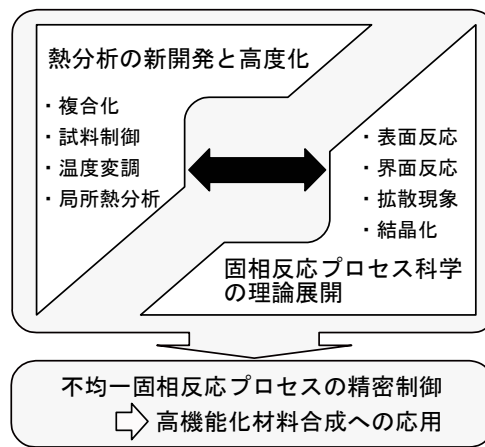 熱分析の新開発と高度化
・複合化
・試料制御
・温度変調
・局所熱分析
・表面反応
・界面反応
・拡散現象
・結晶化
固相反応プロセス科学
の理論展開
不均一固相反応プロセスの精密制御
高機能化材料合成への応用